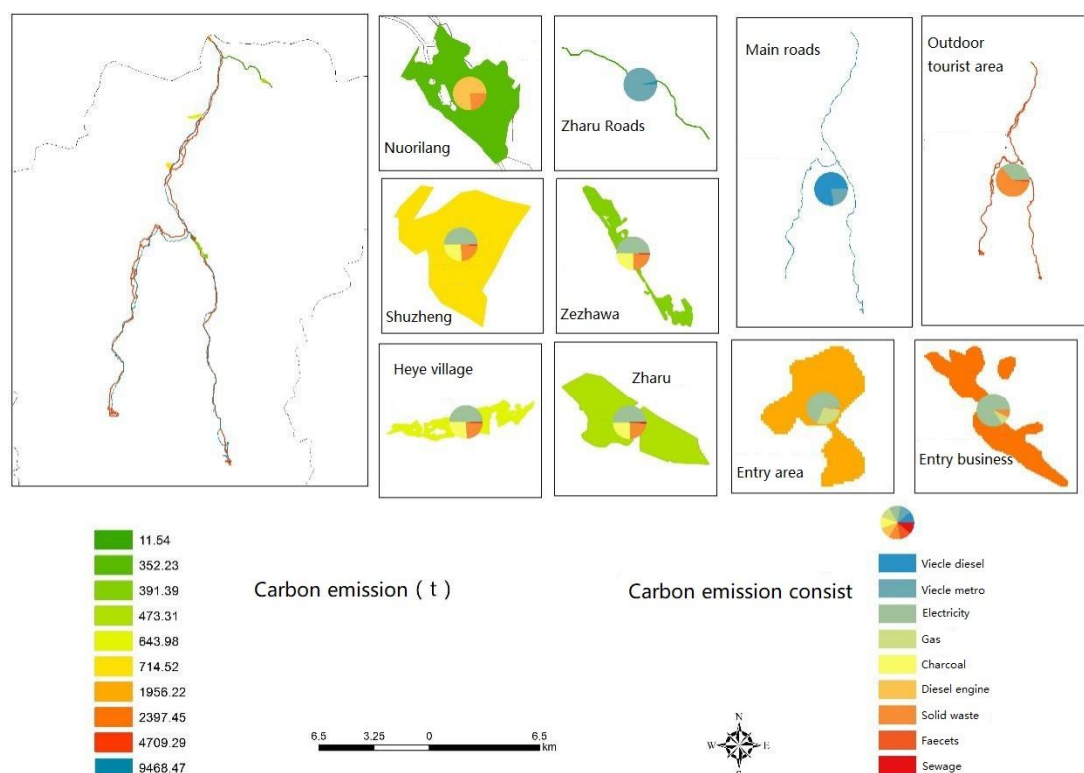 Nuorilang
Zharu Roads
Main roads
Outdoor
tourist area
Shuzheng
Zezhawa
Heye village
Zharu
Entry area
Entry business
11.54
352.23
391.39
473.31
643.98
714.52
1956.22
2397.45
4709.29
9468.47
Carbon emission ( t )
Carbon emission consist
Viecle diesel
Viecle metro
Electricity
Gas
Charcoal
Diesel engine
Solid waste
Faecets
Sewage
6.5 3.25 0 6.5
km
N
W E
S